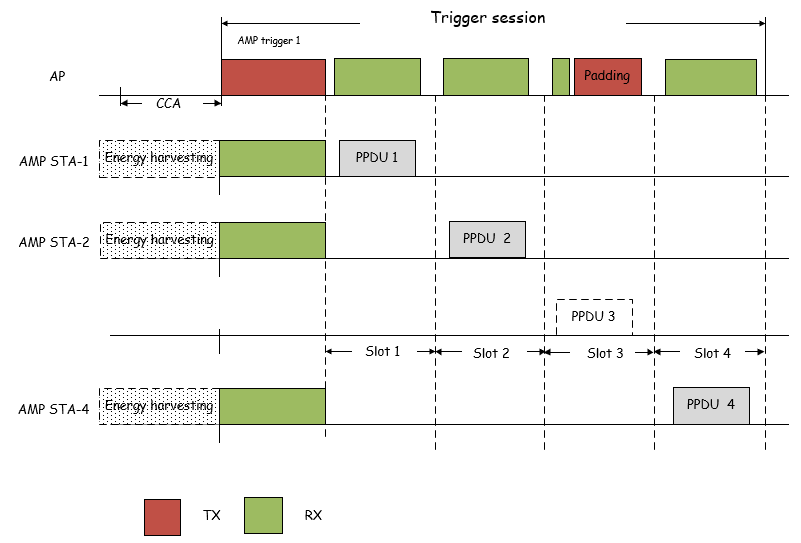 Trigger session
AMP trigger 1
AP
Padding
CCA
AMP STA-1
Energy harvesting
PPDU 1
AMP STA-2
Energy harvesting
PPDU 2
PPDU 3
Slot 1
Slot 2
Slot 3
Slot 4
AMP STA-4
Energy harvesting
PPDU 4
TX
RX